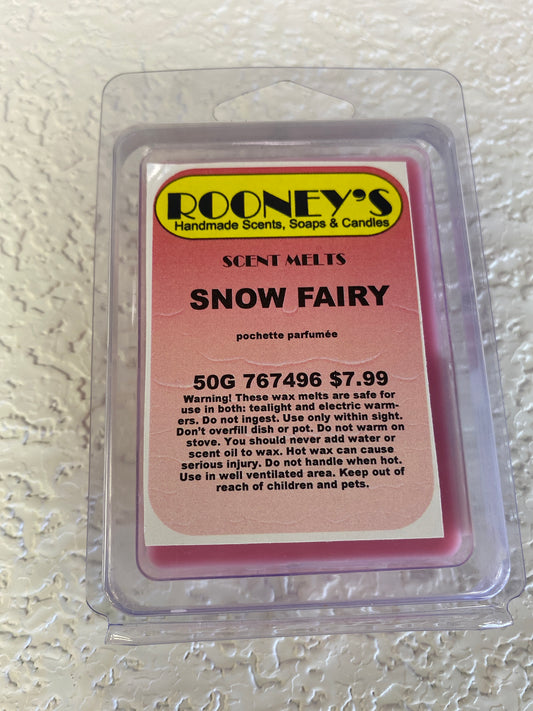 ROONEY'S
Handmade Scents, Soaps & Candles
SCENT MELTS
SNOW FAIRY
pochette parfumée
50G 767496 $7.99
Warning! These wax melts are safe for
use in both: tealight and electric warm-
ers. Do not ingest. Use only within sight.
Don't overfill dish or pot. Do not warm on
stove. You should never add water or
scent oil to wax. Hot wax can cause
serious injury. Do not handle when hot.
Use in well ventilated area. Keep out of
reach of children and pets.